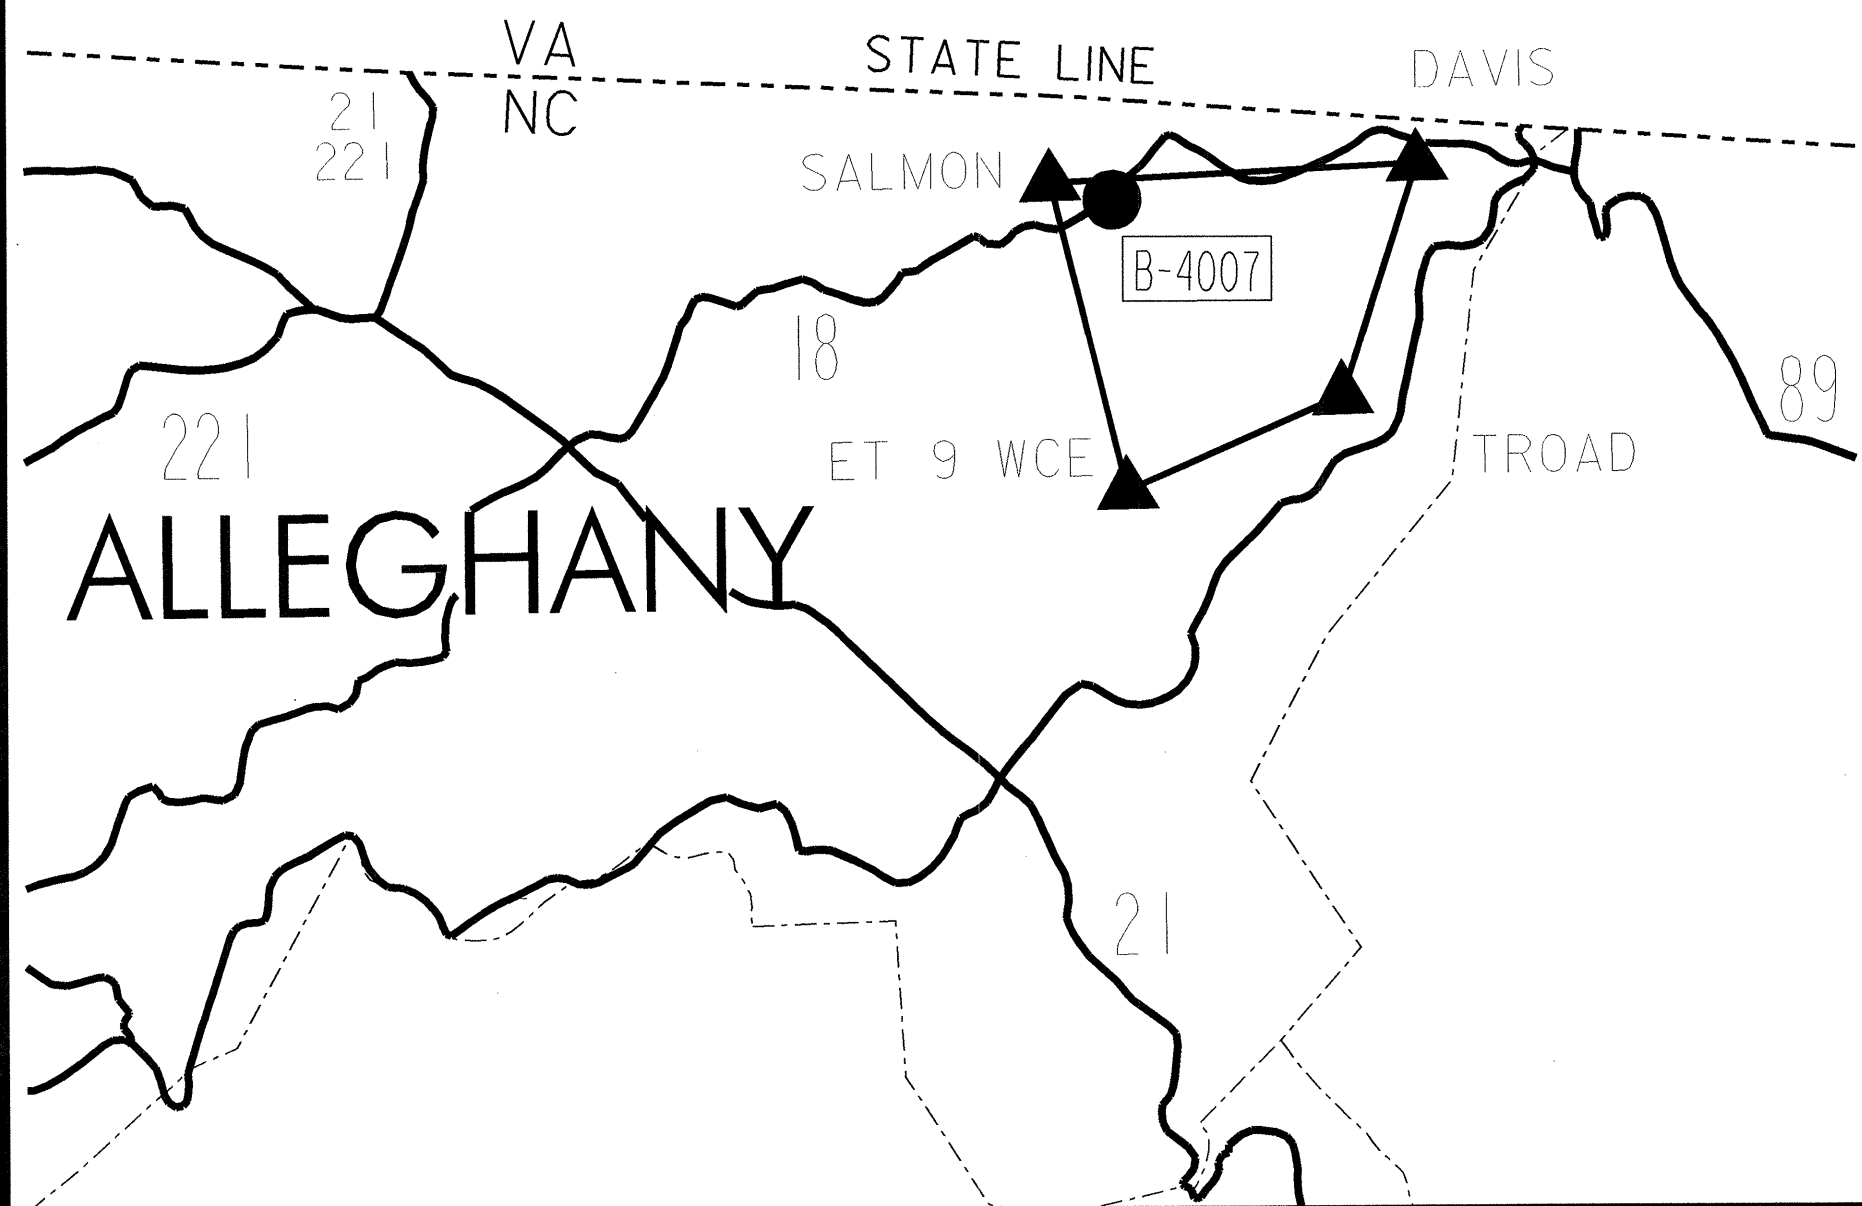 VA
STATE LINE
DAVIS
NC
21
221
SALMON
B-4007
18
89
221
ET 9 WCE
TROAD
ALLEGHANY
21